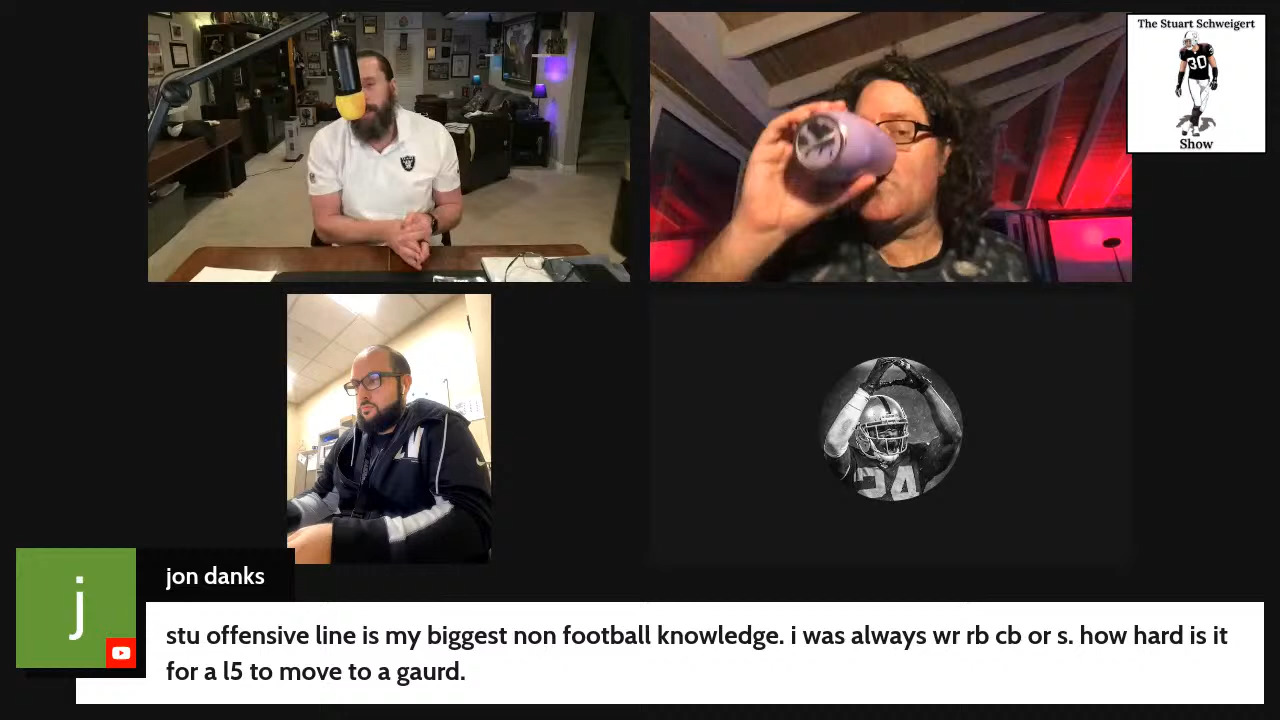 The Stuart Schweigert
30
Show
24
j
jon danks
stu offensive line is my biggest non football knowledge. i was always wr rb cb or s. how hard is it
for a l5 to move to a gaurd.